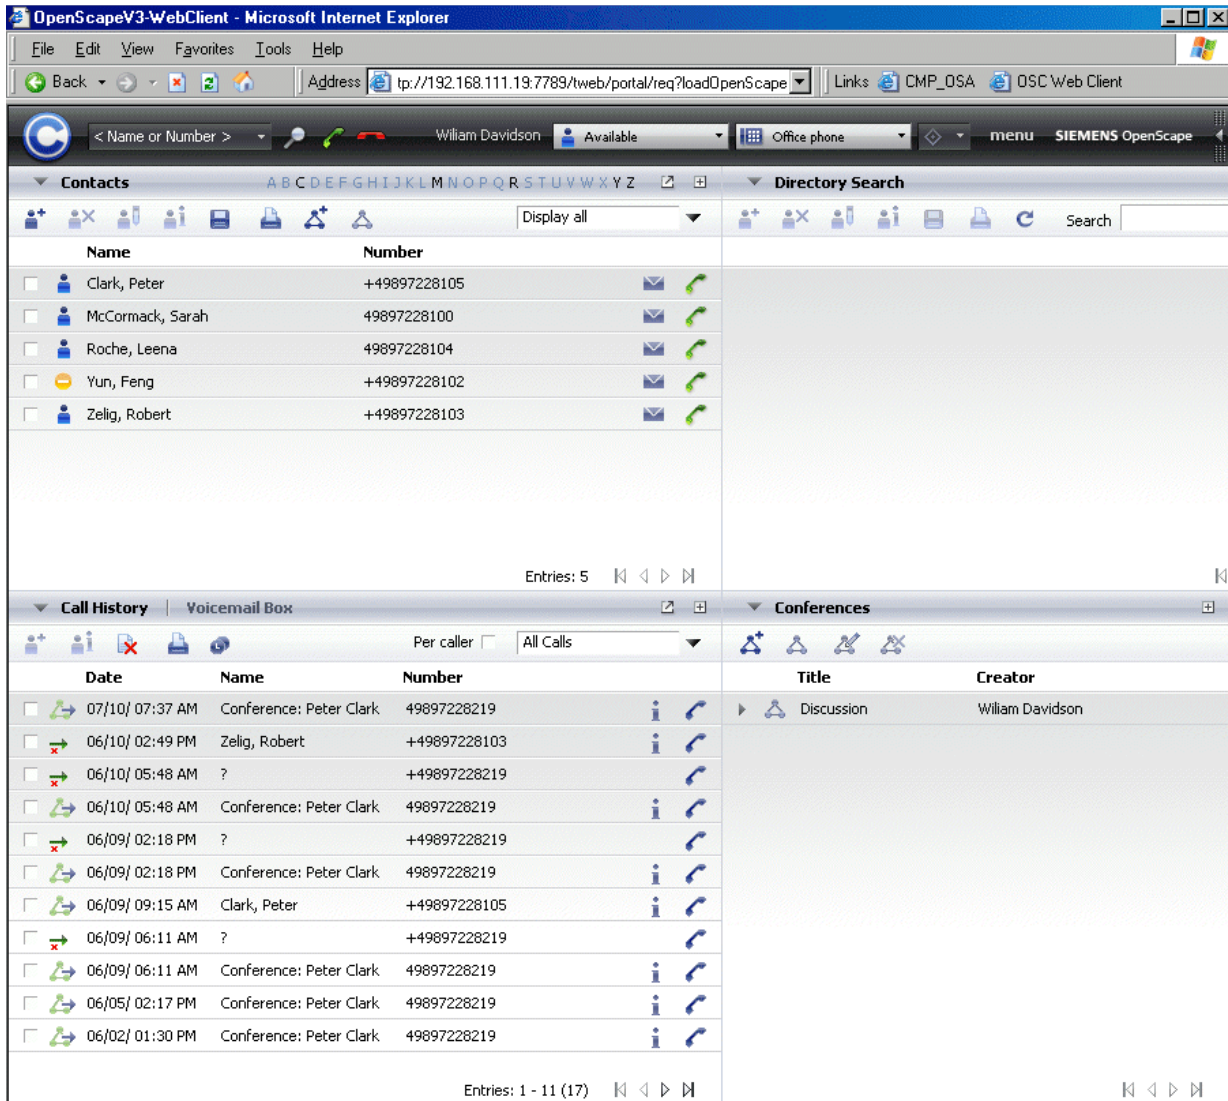 OpenScapeV3-WebClient - Microsoft Internet Explorer
File Edit View Favorites Tools Help
Back Address tp://192.168.111.19:7789/tweb/portal/req?loadOpenScape Links CMP_OSA OSC Web Client
< Name or Number > Wiliam Davidson Available Office phone menu SIEMENS OpenScape
Contacts A B C D E F G H I J K L M N O P Q R S T U V W X Y Z
Display all
Name Number
Clark, Peter +49897228105
McCormack, Sarah 49897228100
Roche, Leena 49897228104
Yun, Feng +49897228102
Zelig, Robert +49897228103
Entries: 5
Directory Search
Search
Call History | Voicemail Box
Per caller All Calls
Date Name Number
07/10/ 07:37 AM Conference: Peter Clark 49897228219
06/10/ 02:49 PM Zelig, Robert +49897228103
06/10/ 05:48 AM ? +49897228219
06/10/ 05:48 AM Conference: Peter Clark 49897228219
06/09/ 02:18 PM ? +49897228219
06/09/ 02:18 PM Conference: Peter Clark 49897228219
06/09/ 09:15 AM Clark, Peter +49897228105
06/09/ 06:11 AM ? +49897228219
06/09/ 06:11 AM Conference: Peter Clark 49897228219
06/05/ 02:17 PM Conference: Peter Clark 49897228219
06/02/ 01:30 PM Conference: Peter Clark 49897228219
Entries: 1 - 11 (17)
Conferences
Title Creator
Discussion Wiliam Davidson